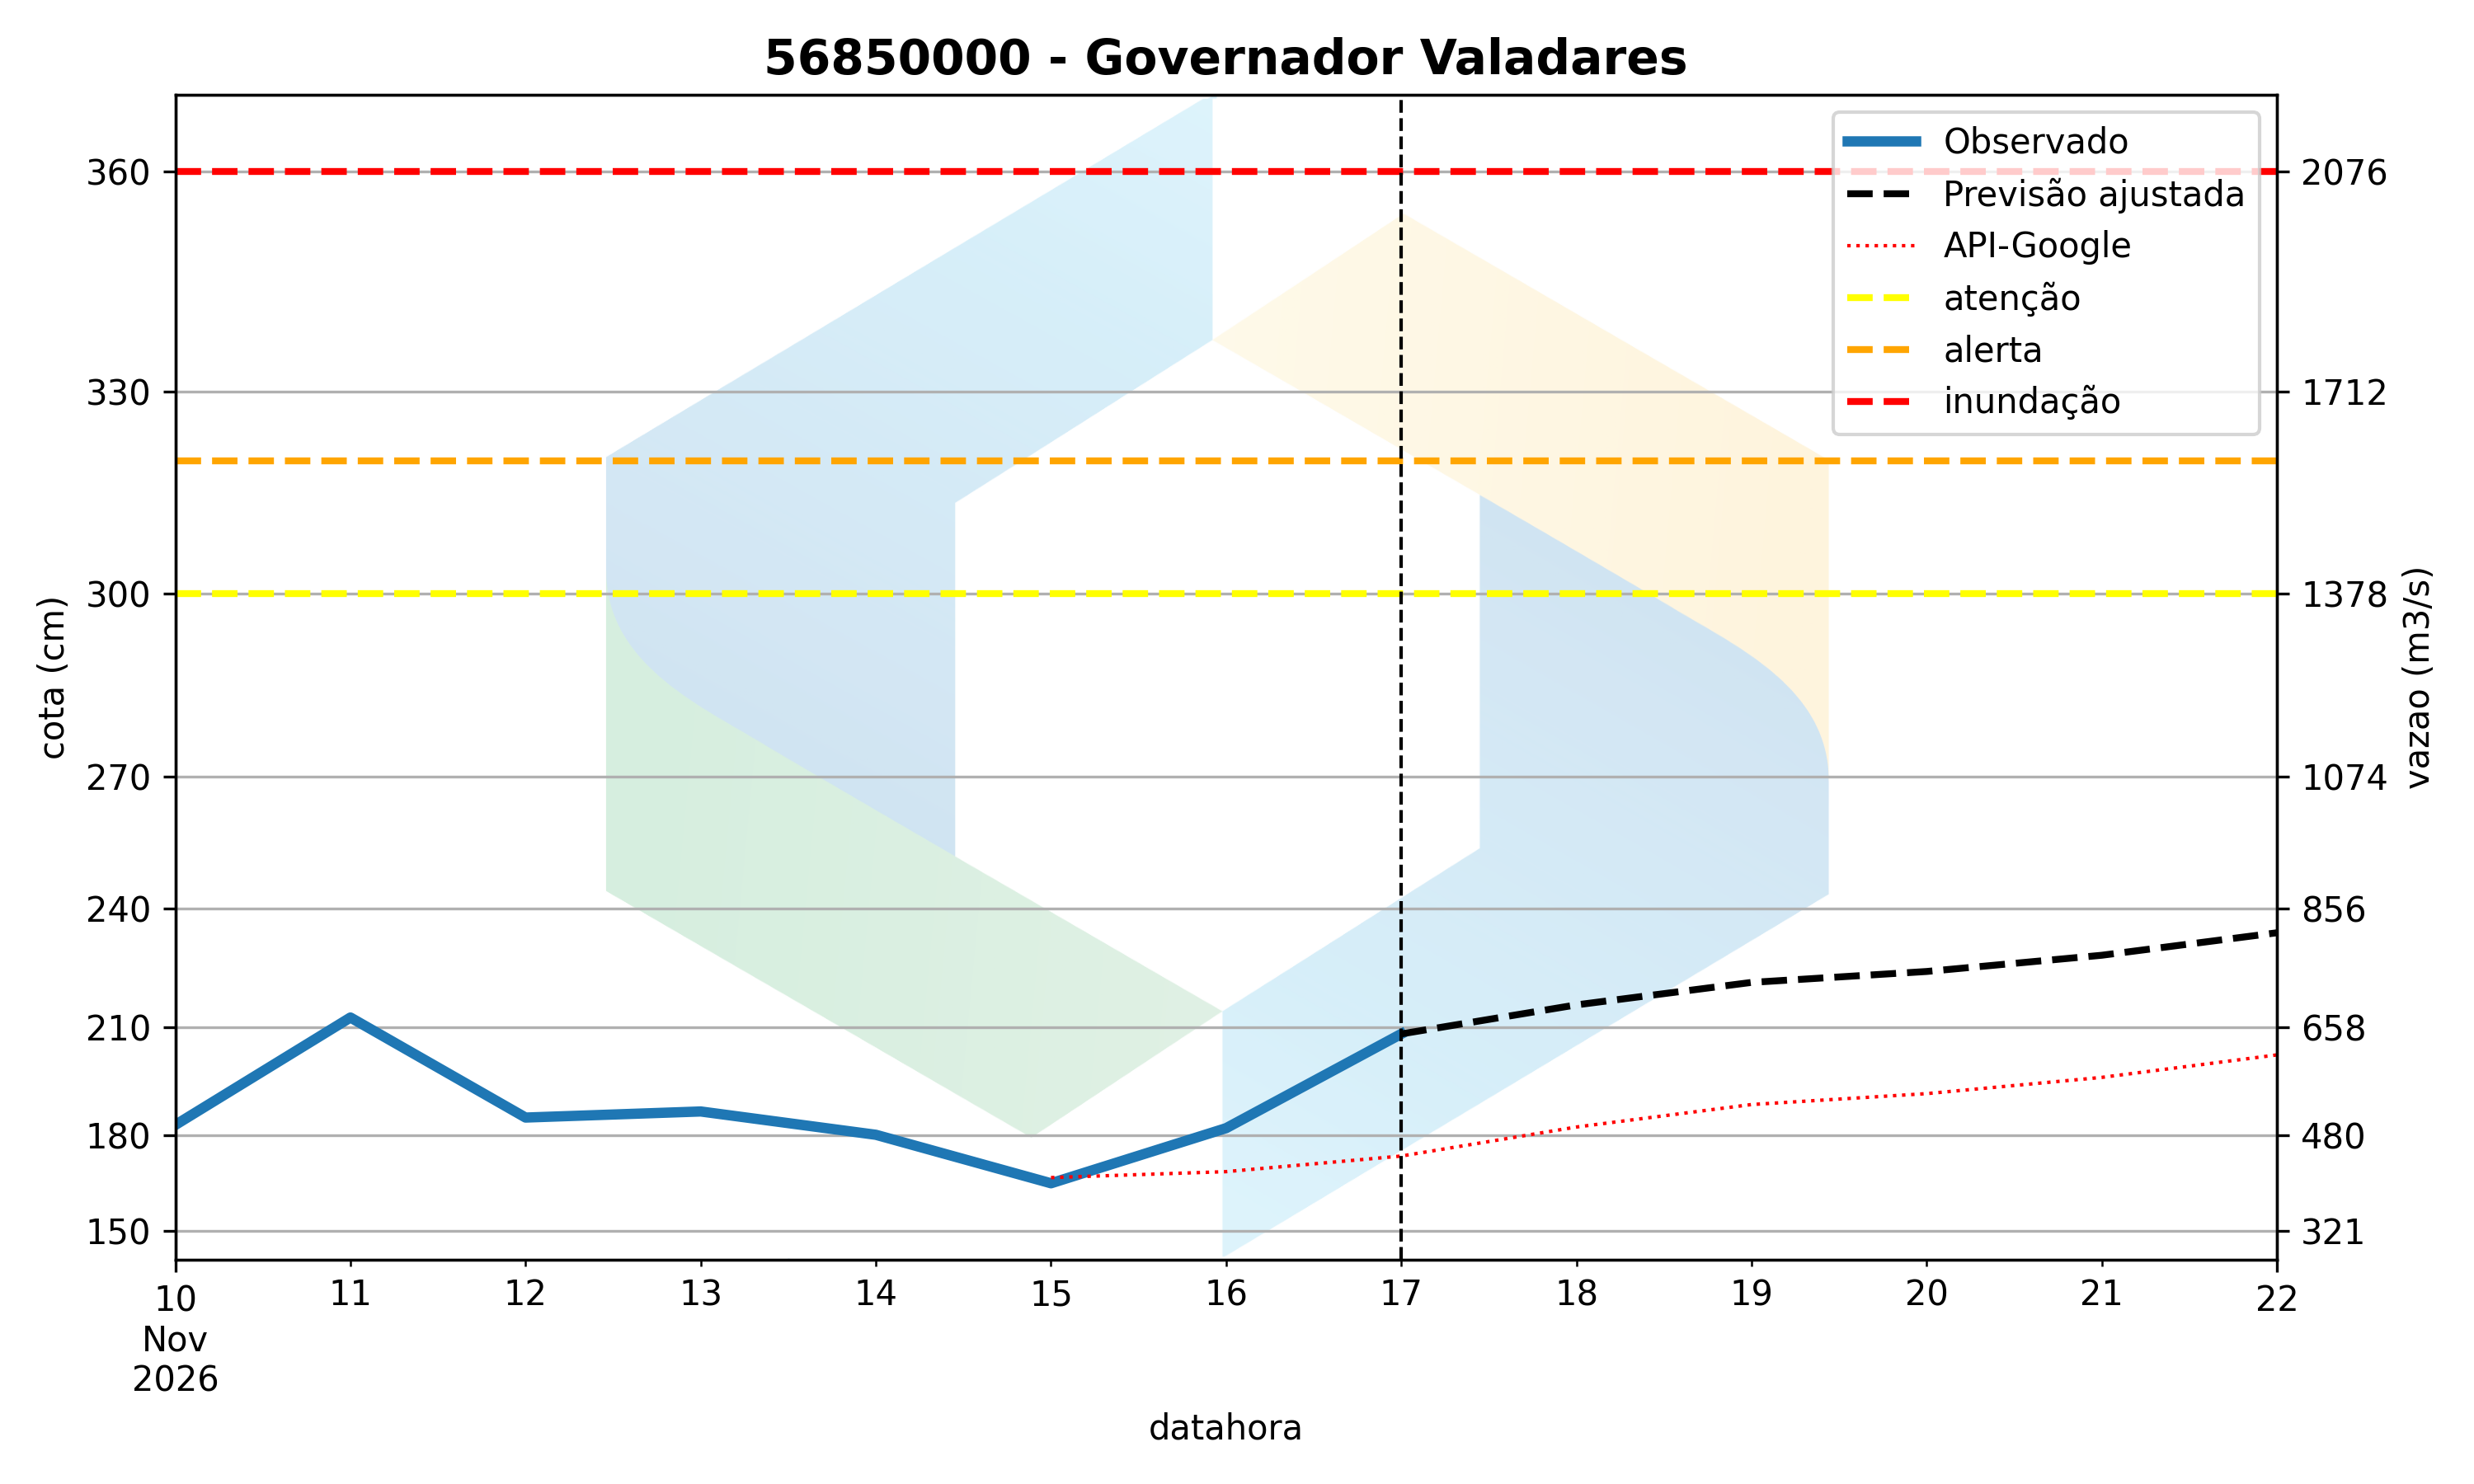 56850000 - Governador Valadares
Observado
Previsão ajustada
API-Google
atenção
alerta
inundação
360
330
300
270
240
210
180
150
cota (cm)
2076
1712
1378
1074
856
658
480
321
vazao (m3/s)
10 11 12 13 14 15 16 17 18 19 20 21 22
Nov
2026
datahora